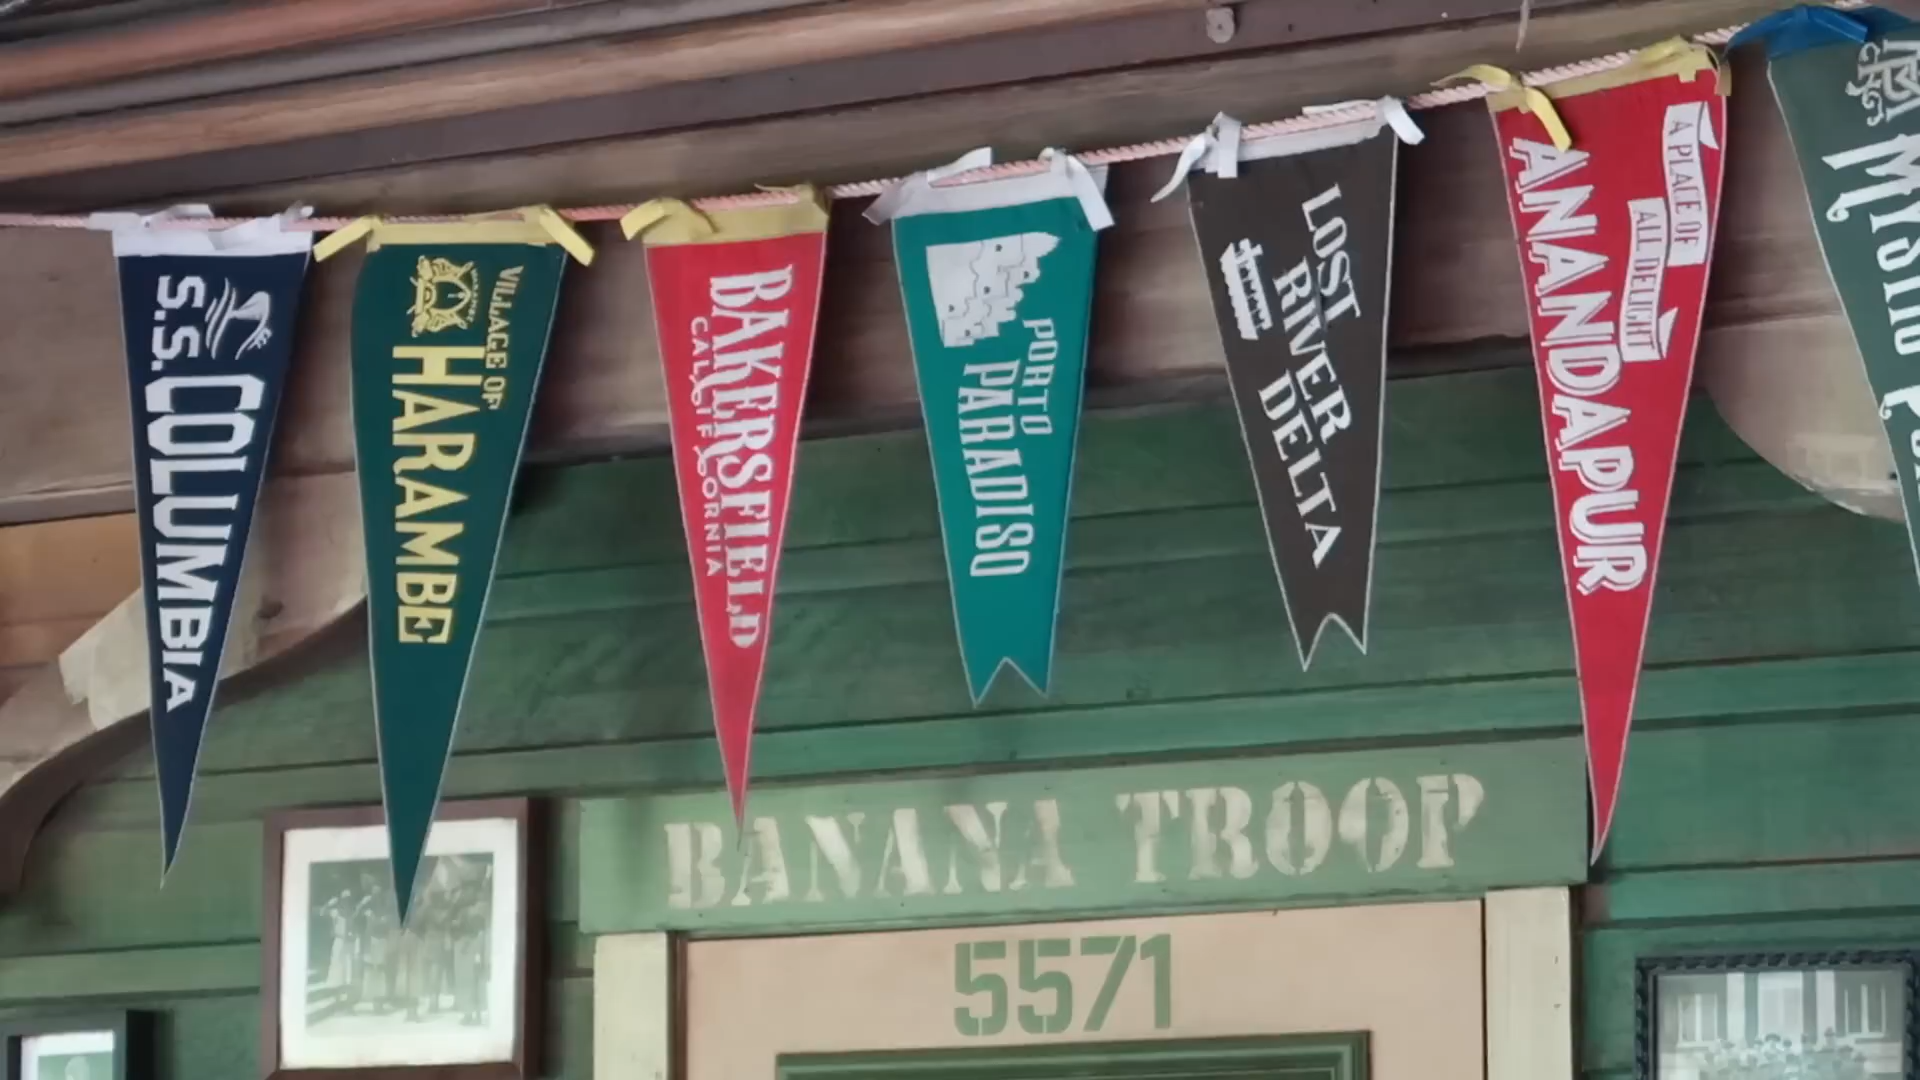 S.S. COLUMBIA
VILLAGE OF
HARAMBE
BAKERSFIELD
CALIFORNIA
PORTO
PARADISO
LOST
RIVER
DELTA
A PLACE OF
ALL DELIGHT
ANANDAPUR
MYSTIC
BANANA TROOP
5571